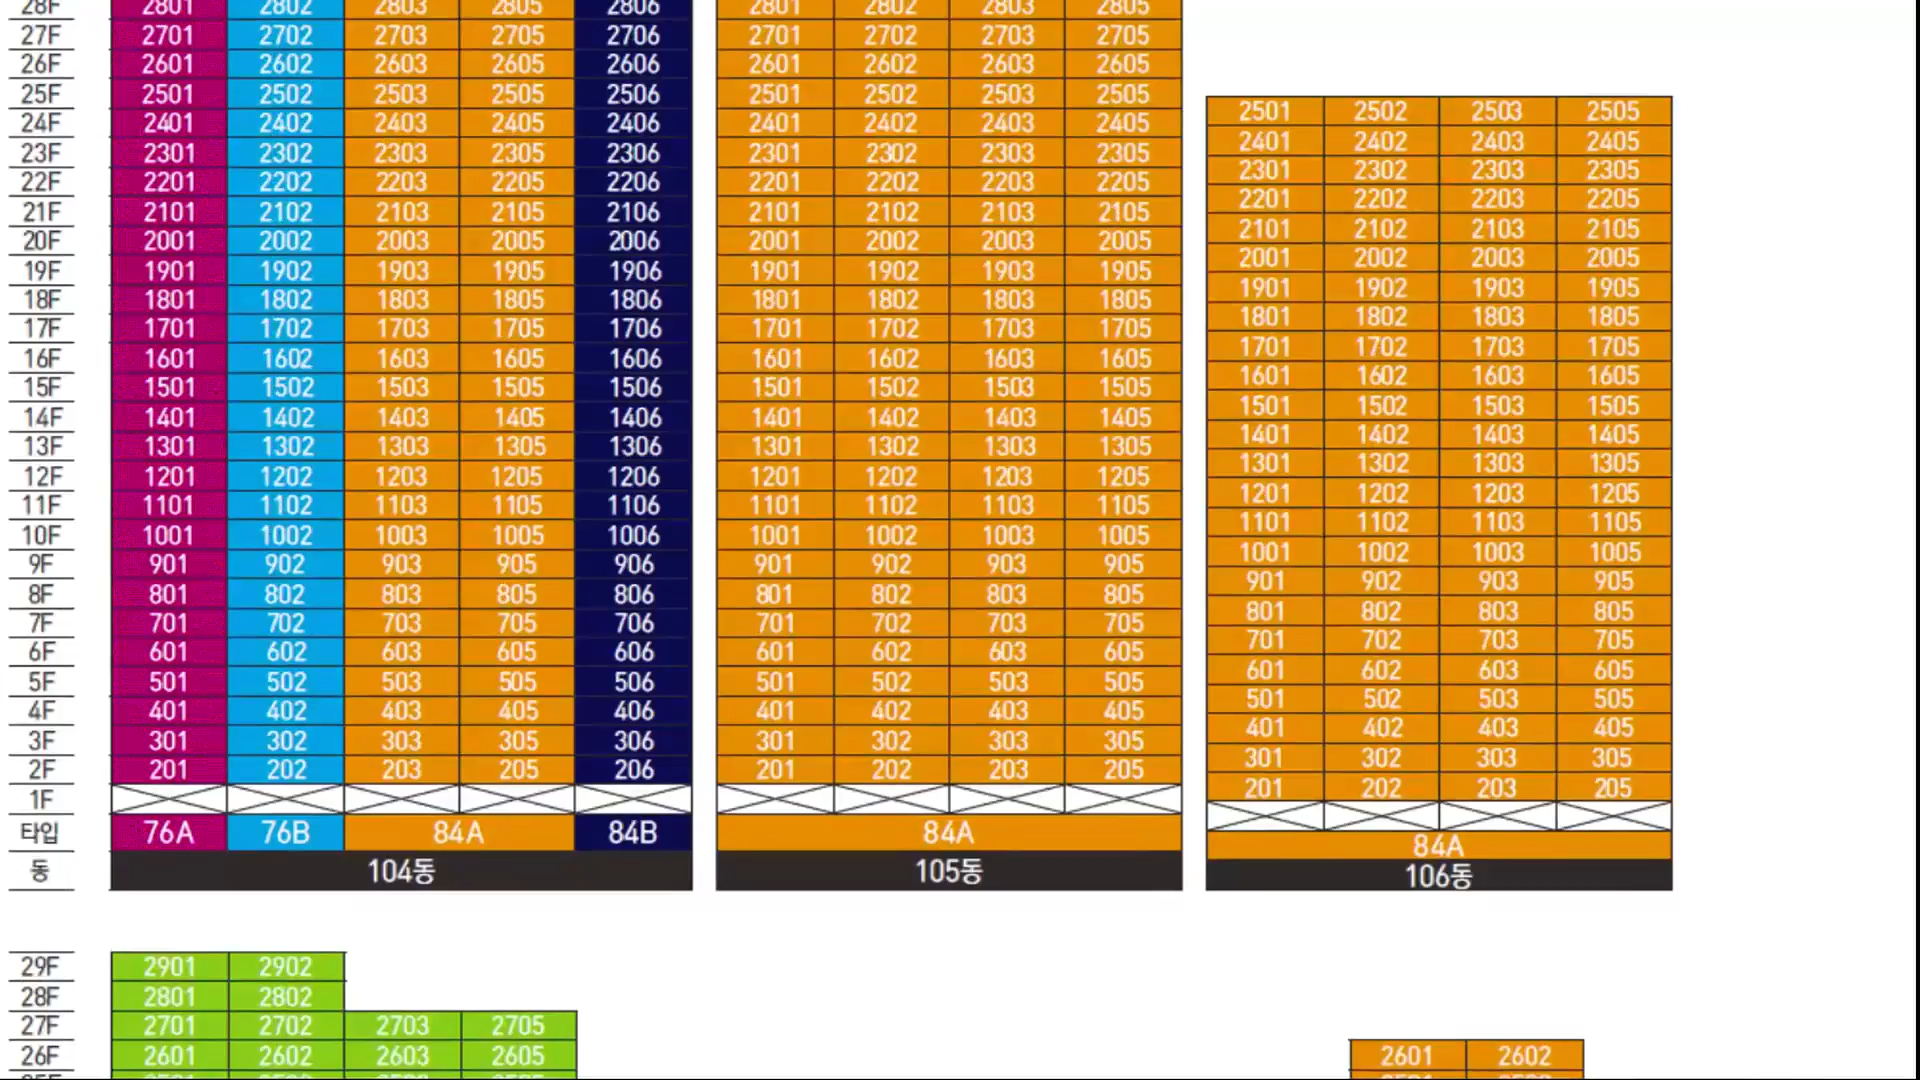 28F 2801 2802 2803 2805 2806 2801 2802 2803 2805
27F 2701 2702 2703 2705 2706 2701 2702 2703 2705
26F 2601 2602 2603 2605 2606 2601 2602 2603 2605
25F 2501 2502 2503 2505 2506 2501 2502 2503 2505 2501 2502 2503 2505
24F 2401 2402 2403 2405 2406 2401 2402 2403 2405 2401 2402 2403 2405
23F 2301 2302 2303 2305 2306 2301 2302 2303 2305 2301 2302 2303 2305
22F 2201 2202 2203 2205 2206 2201 2202 2203 2205 2201 2202 2203 2205
21F 2101 2102 2103 2105 2106 2101 2102 2103 2105 2101 2102 2103 2105
20F 2001 2002 2003 2005 2006 2001 2002 2003 2005 2001 2002 2003 2005
19F 1901 1902 1903 1905 1906 1901 1902 1903 1905 1901 1902 1903 1905
18F 1801 1802 1803 1805 1806 1801 1802 1803 1805 1801 1802 1803 1805
17F 1701 1702 1703 1705 1706 1701 1702 1703 1705 1701 1702 1703 1705
16F 1601 1602 1603 1605 1606 1601 1602 1603 1605 1601 1602 1603 1605
15F 1501 1502 1503 1505 1506 1501 1502 1503 1505 1501 1502 1503 1505
14F 1401 1402 1403 1405 1406 1401 1402 1403 1405 1401 1402 1403 1405
13F 1301 1302 1303 1305 1306 1301 1302 1303 1305 1301 1302 1303 1305
12F 1201 1202 1203 1205 1206 1201 1202 1203 1205 1201 1202 1203 1205
11F 1101 1102 1103 1105 1106 1101 1102 1103 1105 1101 1102 1103 1105
10F 1001 1002 1003 1005 1006 1001 1002 1003 1005 1001 1002 1003 1005
9F 901 902 903 905 906 901 902 903 905 901 902 903 905
8F 801 802 803 805 806 801 802 803 805 801 802 803 805
7F 701 702 703 705 706 701 702 703 705 701 702 703 705
6F 601 602 603 605 606 601 602 603 605 601 602 603 605
5F 501 502 503 505 506 501 502 503 505 501 502 503 505
4F 401 402 403 405 406 401 402 403 405 401 402 403 405
3F 301 302 303 305 306 301 302 303 305 301 302 303 305
2F 201 202 203 205 206 201 202 203 205 201 202 203 205
1F
타입 76A 76B 84A 84B 84A 84A
동 104동 105동 106동
29F 2901 2902
28F 2801 2802
27F 2701 2702 2703 2705
26F 2601 2602 2603 2605 2601 2602